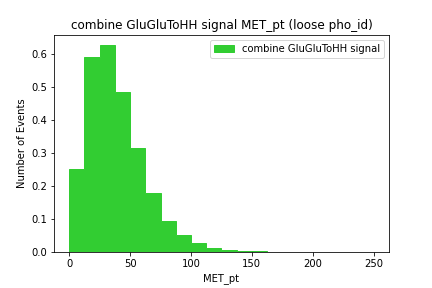 combine GluGluToHH signal MET_pt (loose pho_id)
combine GluGluToHH signal
Number of Events
0.6
0.5
0.4
0.3
0.2
0.1
0.0
0 50 100 150 200 250
MET_pt